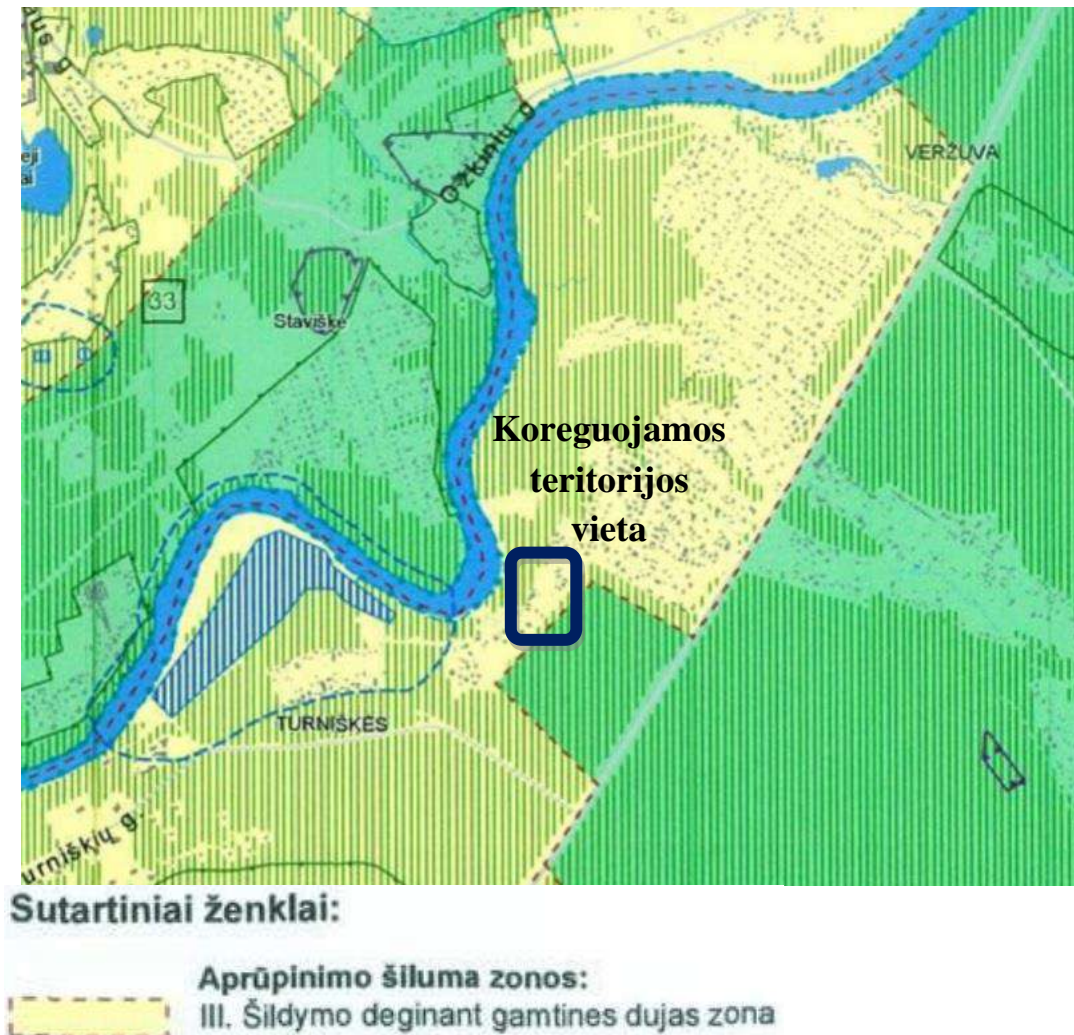 Ožkinių g.
VERŽUVA
33
Staviškė
Koreguojamos
teritorijos
vieta
TURNIŠKĖS
urniškių g.
Sutartiniai ženklai:
Aprūpinimo šiluma zonos:
III. Šildymo deginant gamtines dujas zona